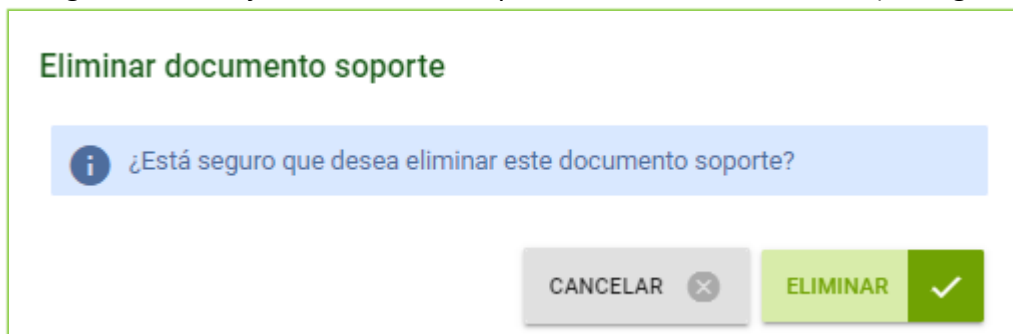 Eliminar documento soporte
¿Está seguro que desea eliminar este documento soporte?
CANCELAR ELIMINAR